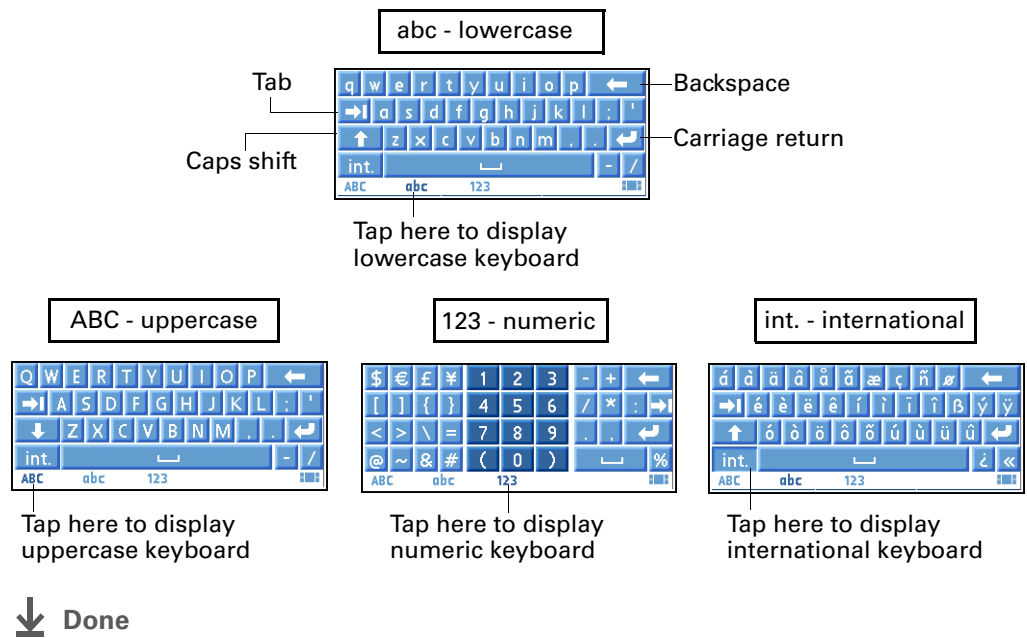 abc - lowercase
Tab
Backspace
Caps shift
Carriage return
q w e r t y u i o p
a s d f g h j k l ; '
z x c v b n m , .
int. - /
ABC abc 123
Tap here to display
lowercase keyboard
ABC - uppercase
Q W E R T Y U I O P
A S D F G H J K L : '
Z X C V B N M , .
int. - /
ABC abc 123
Tap here to display
uppercase keyboard
123 - numeric
$ € £ ¥ 1 2 3 - +
[ ] { } 4 5 6 / * :
< > \ = 7 8 9 . ,
@ ~ & # ( 0 ) %
ABC abc 123
Tap here to display
numeric keyboard
int. - international
á à ä â å ã æ ç ñ ø
é è ë ê í ì ï î ß ý ÿ
ó ò ö ô õ ú ù ü û
int. ¿ «
ABC abc 123
Tap here to display
international keyboard
Done